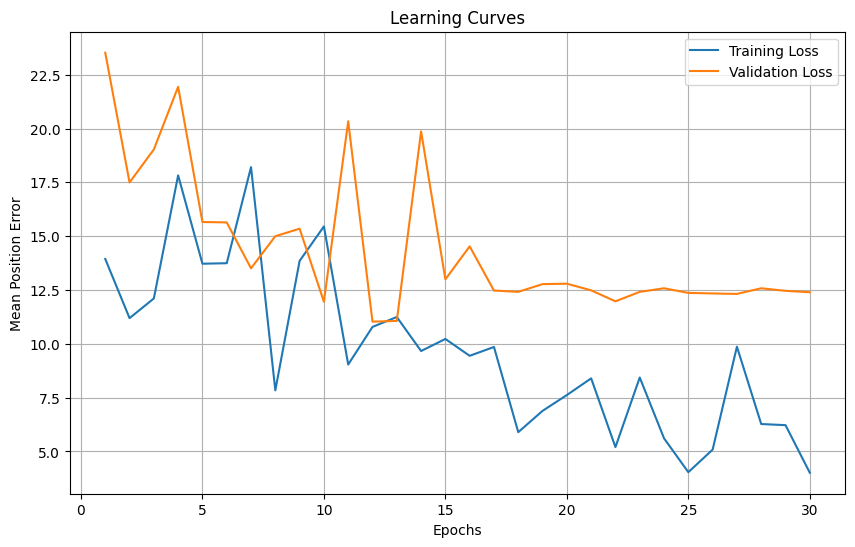 Learning Curves
Training Loss
Validation Loss
Mean Position Error
22.5
20.0
17.5
15.0
12.5
10.0
7.5
5.0
0 5 10 15 20 25 30
Epochs